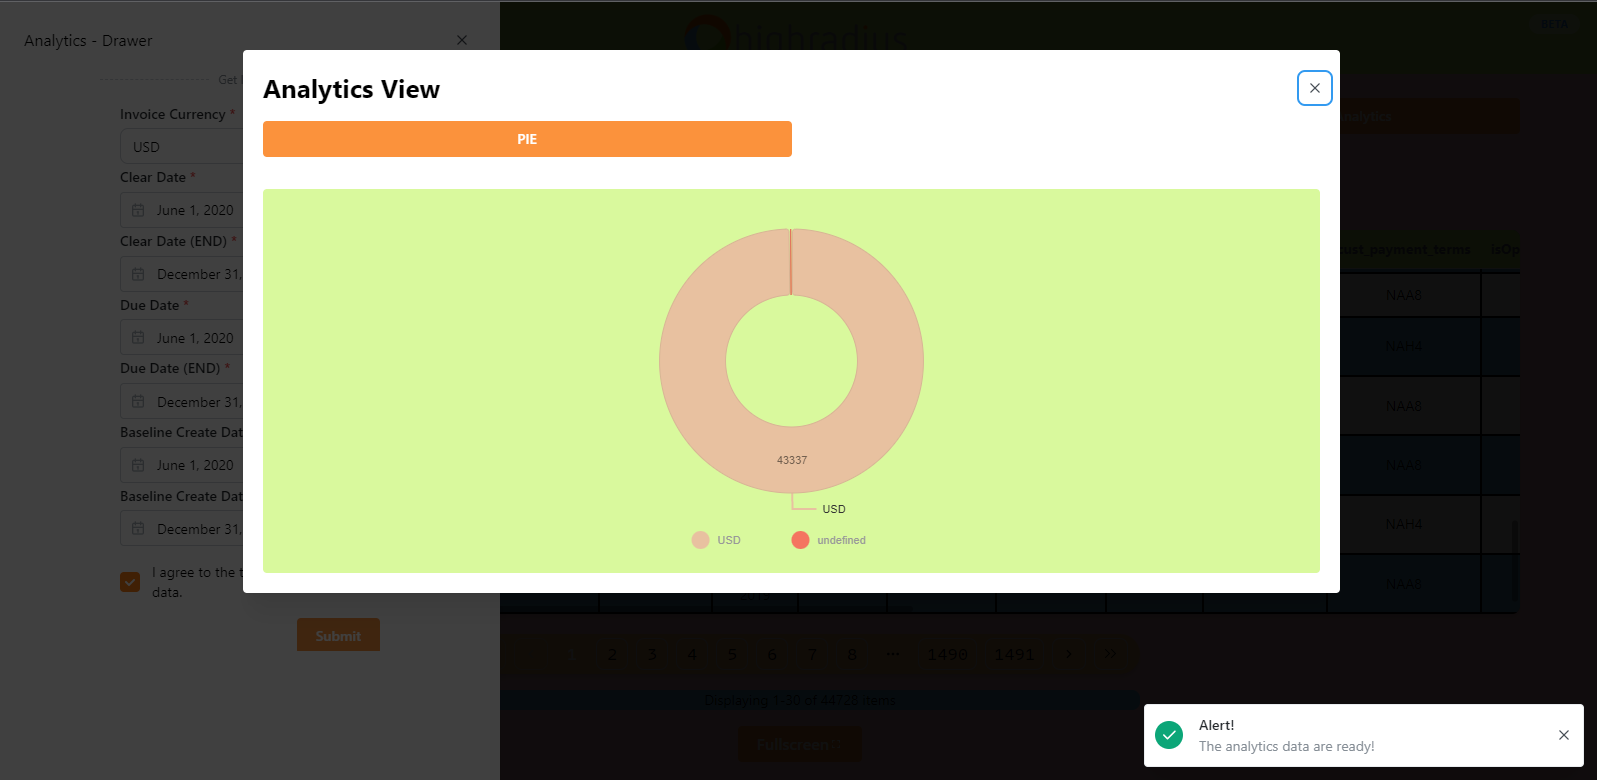 Analytics - Drawer
highradius
BETA
Analytics View
PIE
Get
Invoice Currency *
USD
Clear Date *
June 1, 2020
Clear Date (END) *
December 31,
Due Date *
June 1, 2020
Due Date (END) *
December 31,
Baseline Create Dat
June 1, 2020
Baseline Create Dat
December 31,
I agree to the t
data.
Submit
43337
USD
USD
undefined
nalytics
ust_payment_terms
isOp
NAA8
NAH4
NAA8
NAA8
NAH4
NAA8
1 2 3 4 5 6 7 8 ··· 1490 1491 › »
Displaying 1-30 of 44728 items
Fullscreen
Alert!
The analytics data are ready!